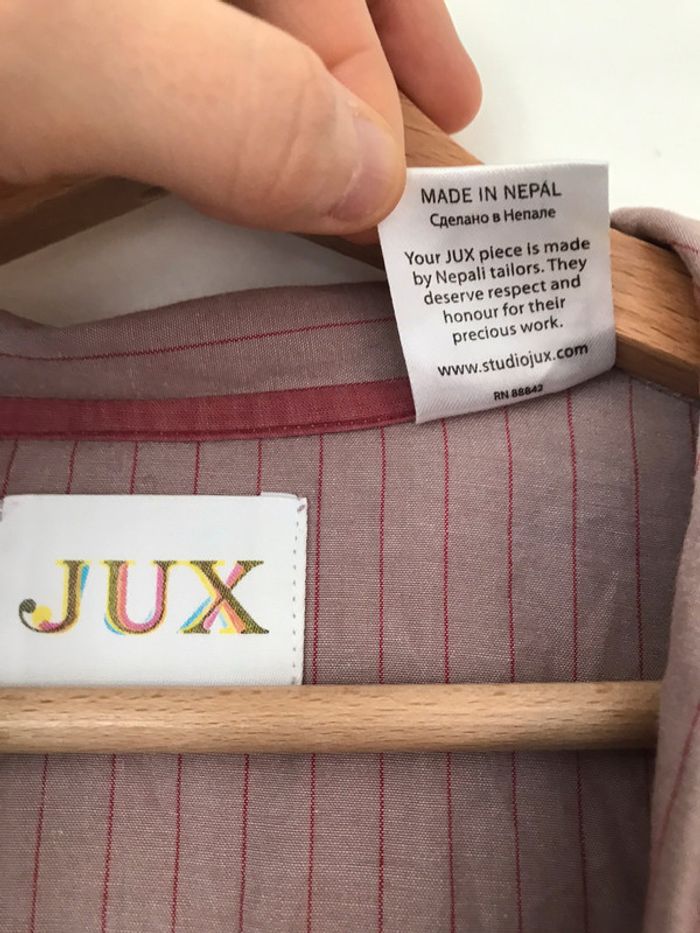 MADE IN NEPÁL
Сделано в Непале
Your JUX piece is made
by Nepali tailors. They
deserve respect and
honour for their
precious work.
www.studiojux.com
RN 88842
JUX